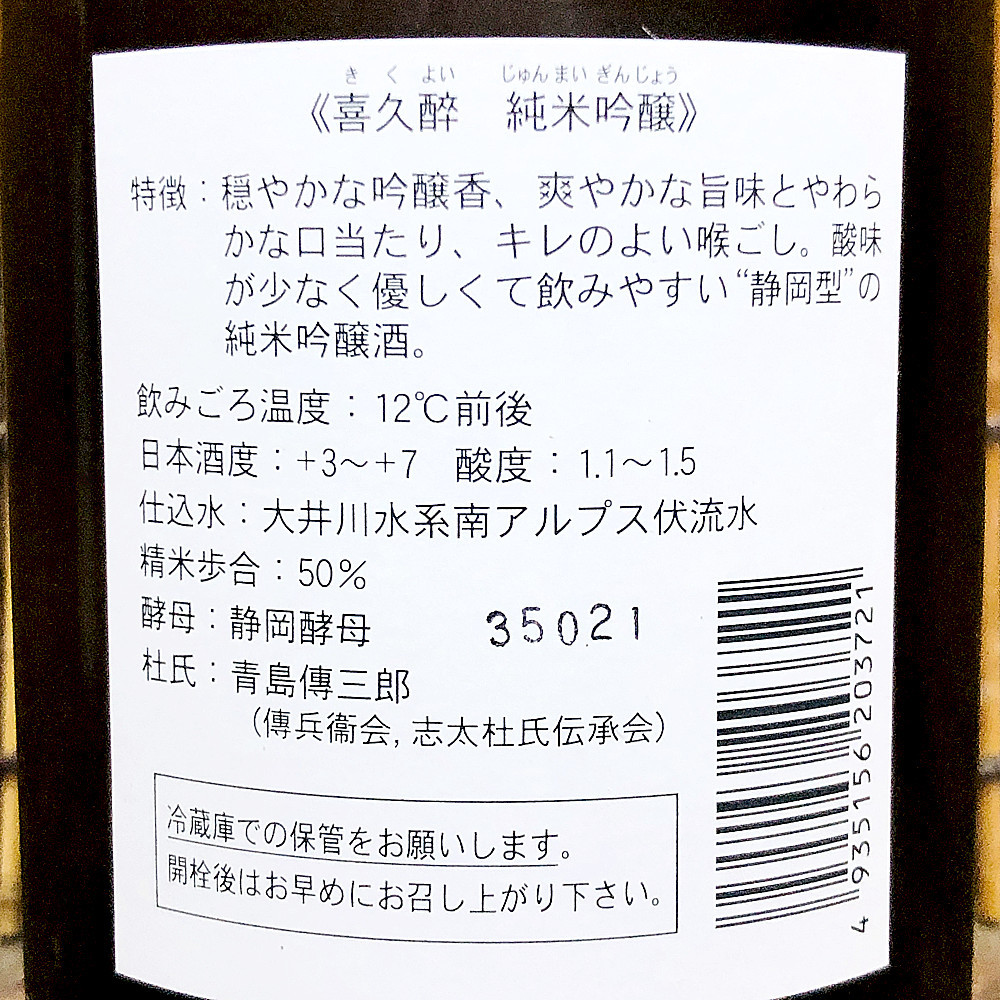 きくよい じゅんまいぎんじょう
《喜久醉 純米吟醸》
特徴：穏やかな吟醸香、爽やかな旨味とやわら
かな口当たり、キレのよい喉ごし。酸味
が少なく優しくて飲みやすい“静岡型”の
純米吟醸酒。
飲みごろ温度：12℃前後
日本酒度：+3～+7 酸度：1.1～1.5
仕込水：大井川水系南アルプス伏流水
精米歩合：50%
酵母：静岡酵母
35021
杜氏：青島傳三郎
(傳兵衞会, 志太杜氏伝承会)
冷蔵庫での保管をお願いします。
開栓後はお早めにお召し上がり下さい。
4 935156 203721